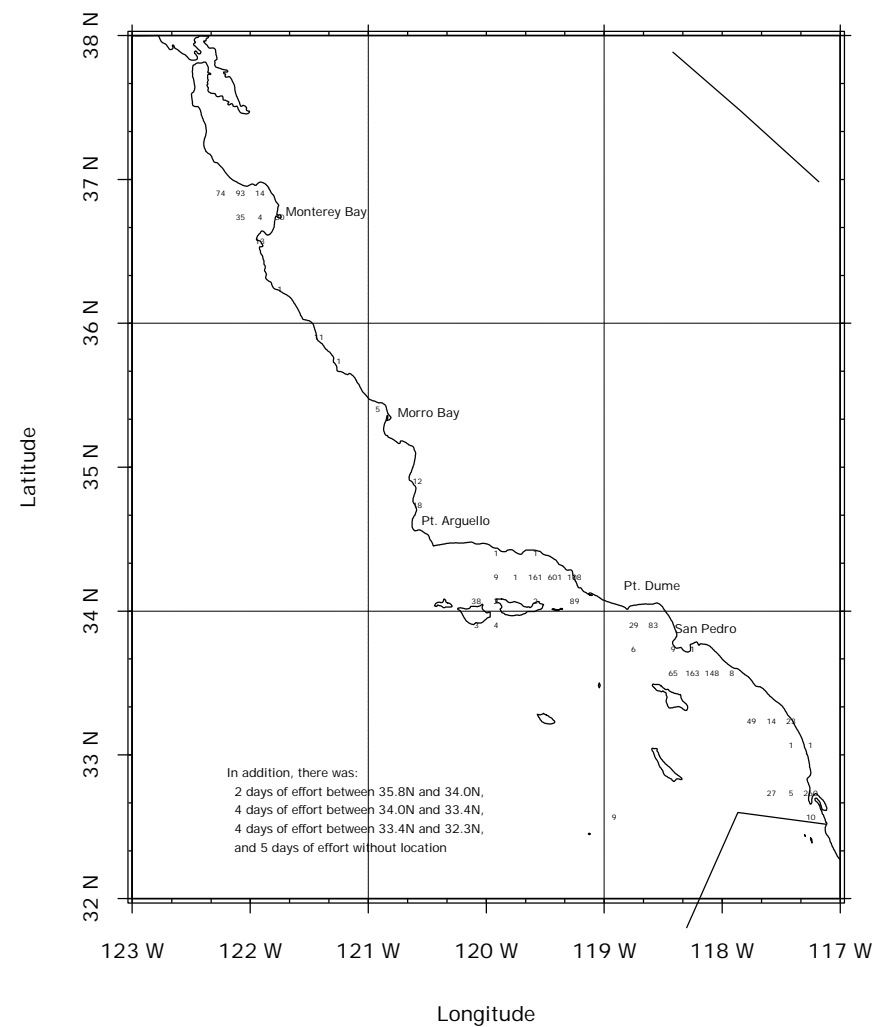 38 N
37 N
74 93 14
35 4
Monterey Bay
1
36 N
11
1
5
Morro Bay
35 N
12
18
Pt. Arguello
1 1
9 1 161 601
Pt. Dume
38 89
34 N
3 4
29 83
San Pedro
6 9 1
65 163 148 8
49 14 23
1 1
33 N
27 5
9
10
In addition, there was:
2 days of effort between 35.8N and 34.0N,
4 days of effort between 34.0N and 33.4N,
4 days of effort between 33.4N and 32.3N,
and 5 days of effort without location
32 N
Latitude
123 W 122 W 121 W 120 W 119 W 118 W 117 W
Longitude